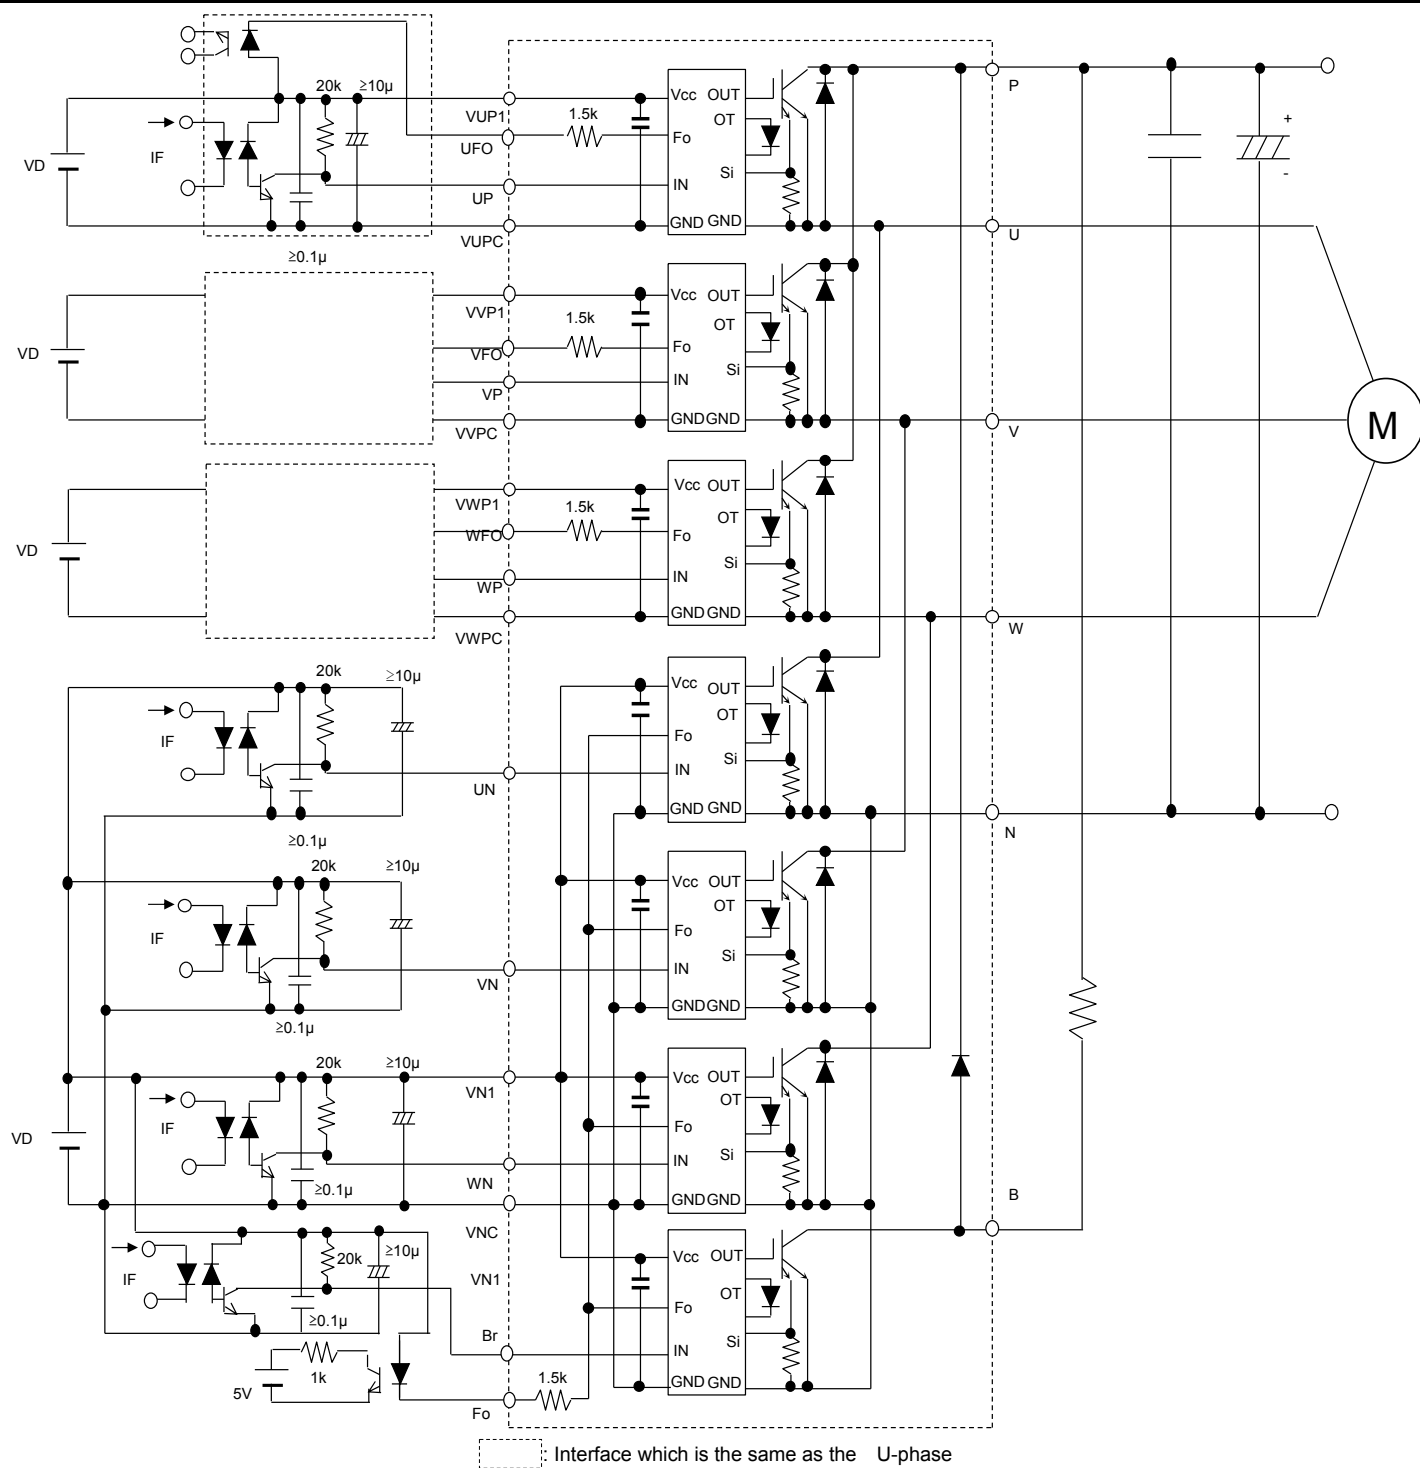 20k
≥10µ
VD
IF
≥0.1µ
VUP1
UFO
UP
VUPC
1.5k
Vcc OUT
OT
Fo
Si
IN
GND GND
P
+
-
U
VD
VVP1
VFO
VP
VVPC
1.5k
Vcc OUT
OT
Fo
Si
IN
GND GND
V
M
VD
VWP1
WFO
WP
VWPC
1.5k
Vcc OUT
OT
Fo
Si
IN
GND GND
W
20k
≥10µ
IF
≥0.1µ
UN
Vcc OUT
OT
Fo
Si
IN
GND GND
N
20k
≥10µ
IF
≥0.1µ
VN
Vcc OUT
OT
Fo
Si
IN
GND GND
20k
≥10µ
VD
IF
≥0.1µ
VN1
WN
VNC
Vcc OUT
OT
Fo
Si
IN
GND GND
B
IF
20k
≥10µ
≥0.1µ
VN1
Br
5V
1k
Fo
1.5k
Vcc OUT
OT
Fo
Si
IN
GND GND
: Interface which is the same as the U-phase